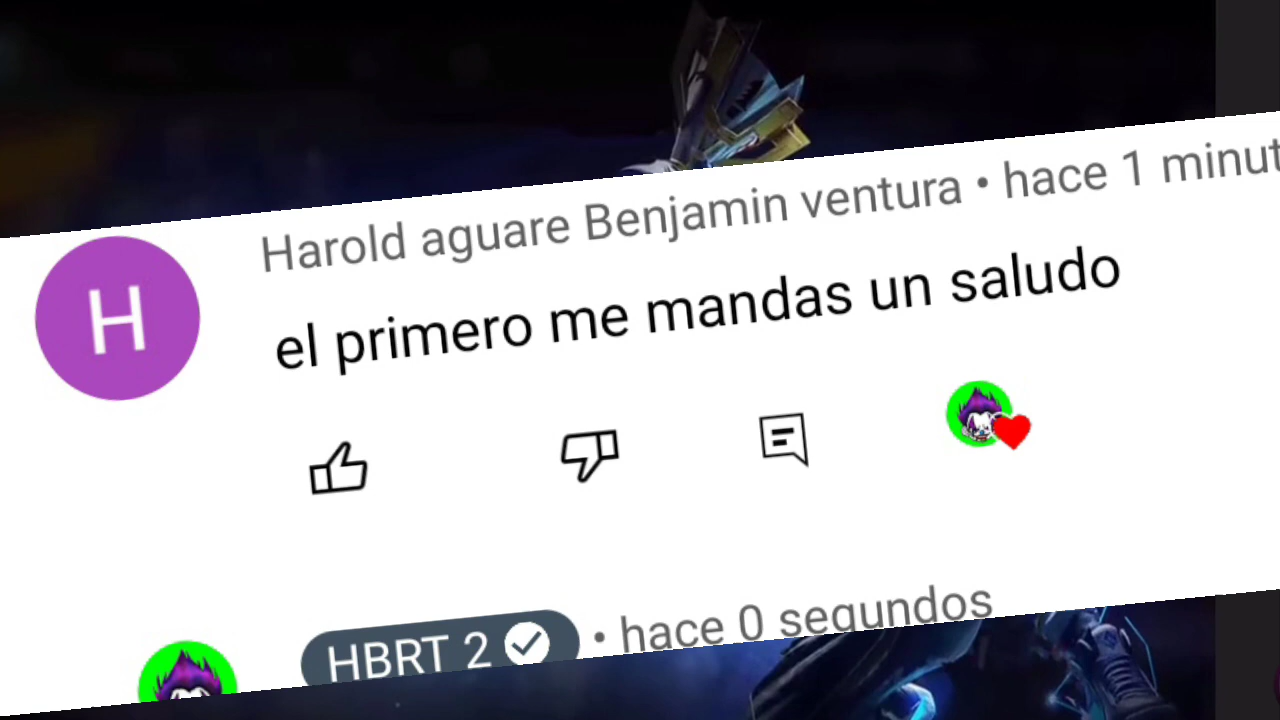 Harold aguare Benjamin ventura • hace 1 minut
H
el primero me mandas un saludo
HBRT 2 • hace 0 segundos